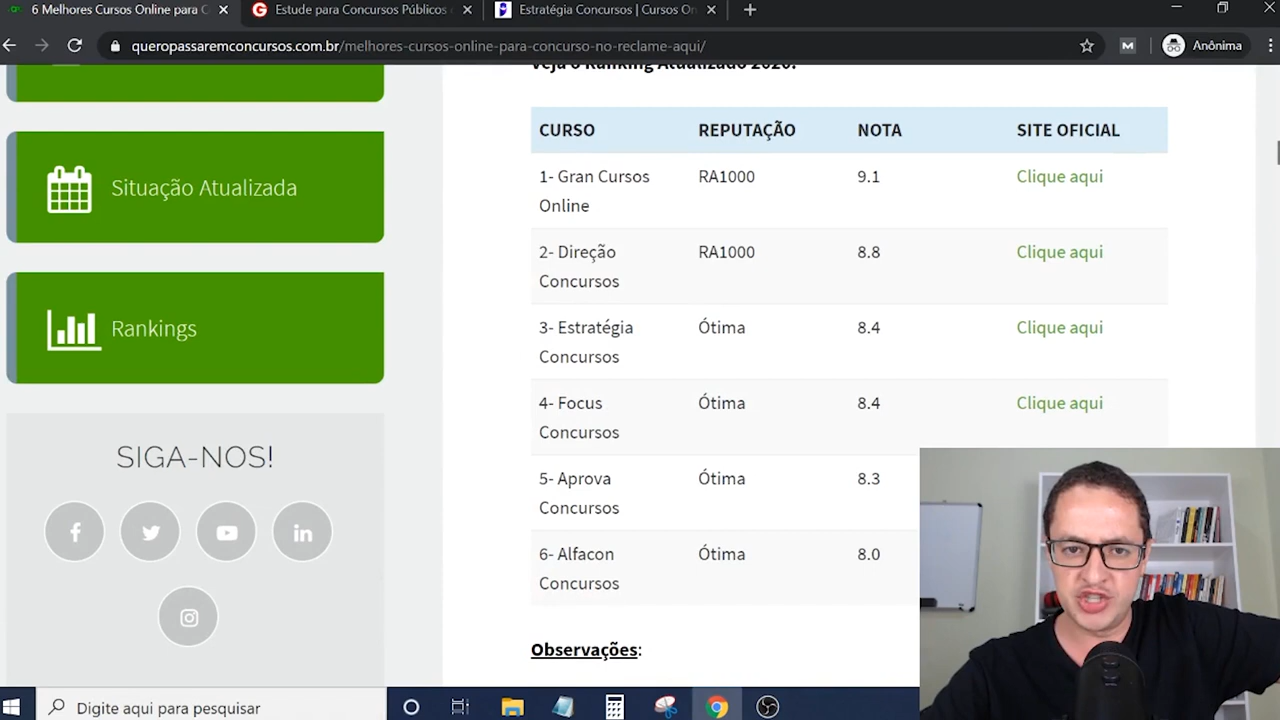 6 Melhores Cursos Online para C
Estude para Concursos Públicos
Estratégia Concursos | Cursos On
queropassaremconcursos.com.br/melhores-cursos-online-para-concurso-no-reclame-aqui/
Anônima
Veja o Ranking Atualizado 2020:
CURSO REPUTAÇÃO NOTA SITE OFICIAL
1- Gran Cursos Online RA1000 9.1 Clique aqui
2- Direção Concursos RA1000 8.8 Clique aqui
3- Estratégia Concursos Ótima 8.4 Clique aqui
4- Focus Concursos Ótima 8.4 Clique aqui
5- Aprova Concursos Ótima 8.3
6- Alfacon Concursos Ótima 8.0
Observações:
Situação Atualizada
Rankings
SIGA-NOS!
Digite aqui para pesquisar